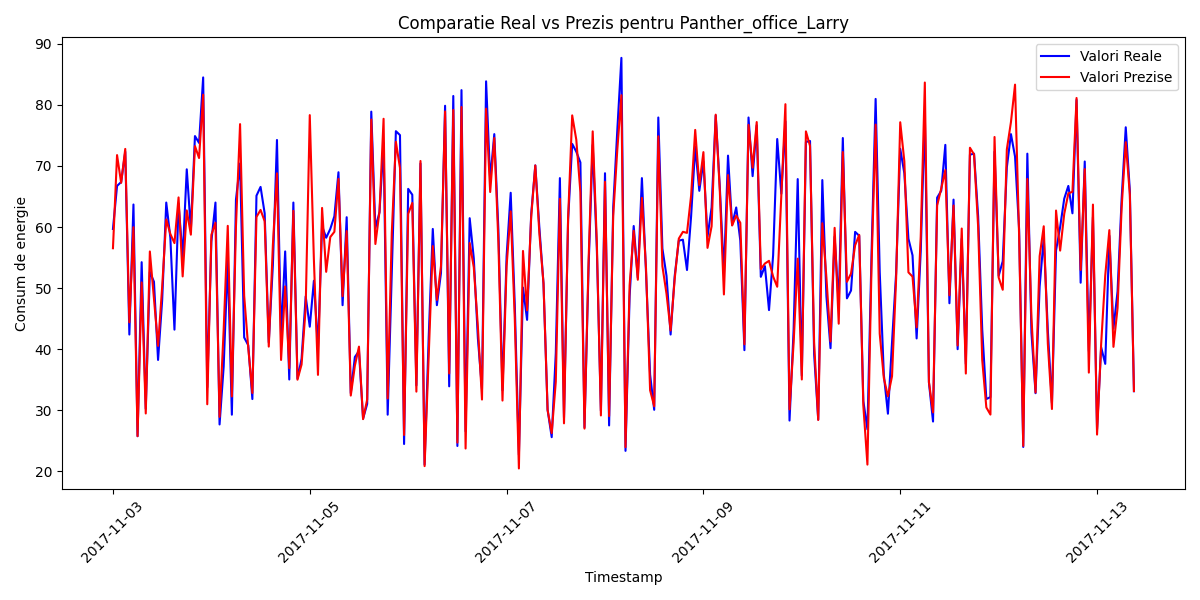 Comparatie Real vs Prezis pentru Panther_office_Larry
Valori Reale
Valori Prezise
Consum de energie
90
80
70
60
50
40
30
20
2017-11-03
2017-11-05
2017-11-07
2017-11-09
2017-11-11
2017-11-13
Timestamp